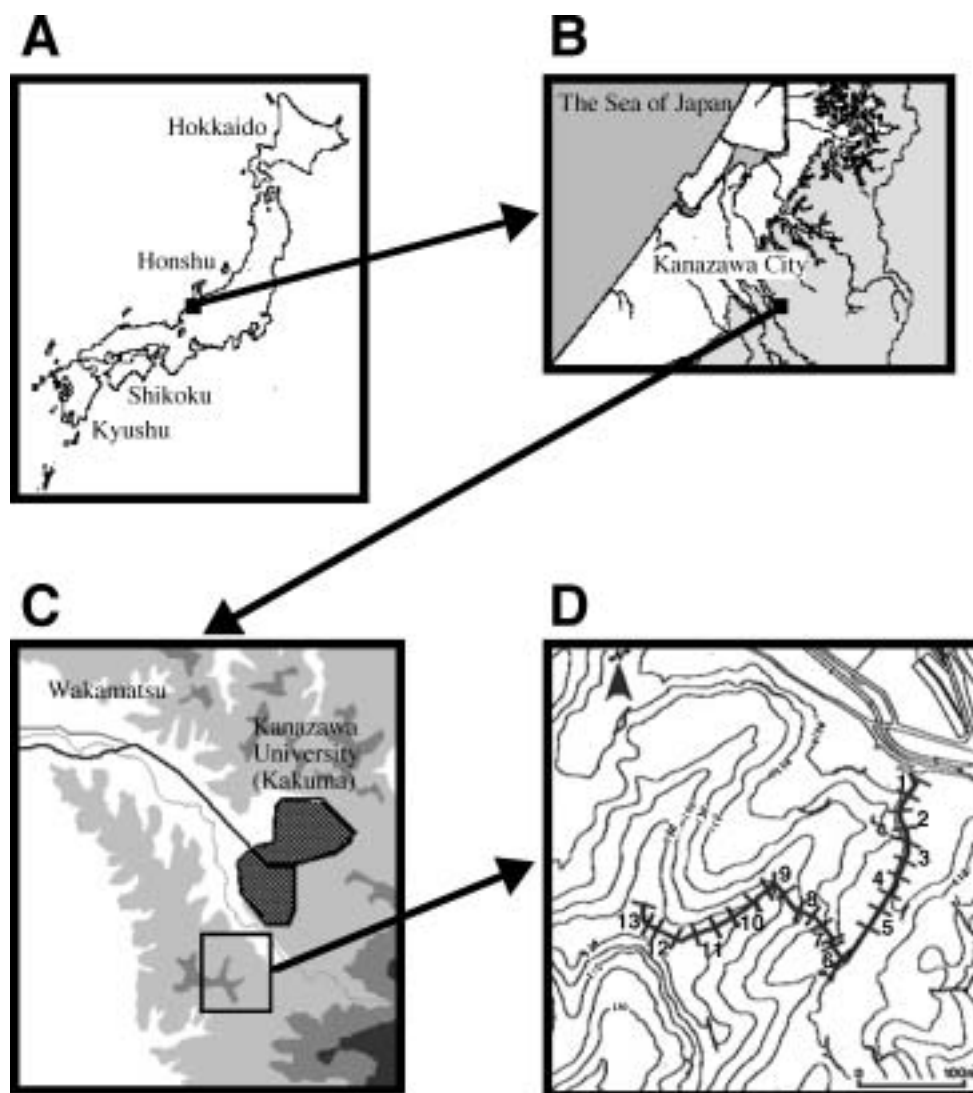 A
Hokkaido
Honshu
Shikoku
Kyushu
B
The Sea of Japan
Kanazawa City
C
Wakamatsu
Kanazawa
University
(Kakuma)
D
1
2
3
4
5
6
7
8
9
10
11
13